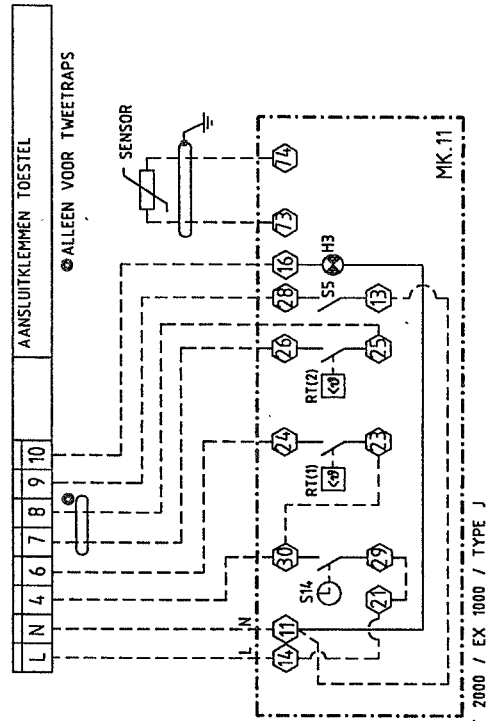 AANSLUITKLEMMEN TOESTEL
L N 4 6 7 8 9 10
ALLEEN VOOR TWEETRAPS
SENSOR
L N
14 11 30 24 26 28 16 73 74
S14 RT(1) RT(2) S5 H3
<ϑ <ϑ
21 29 23 25 13
MK.11
2000 / EX 1000 / TYPE J